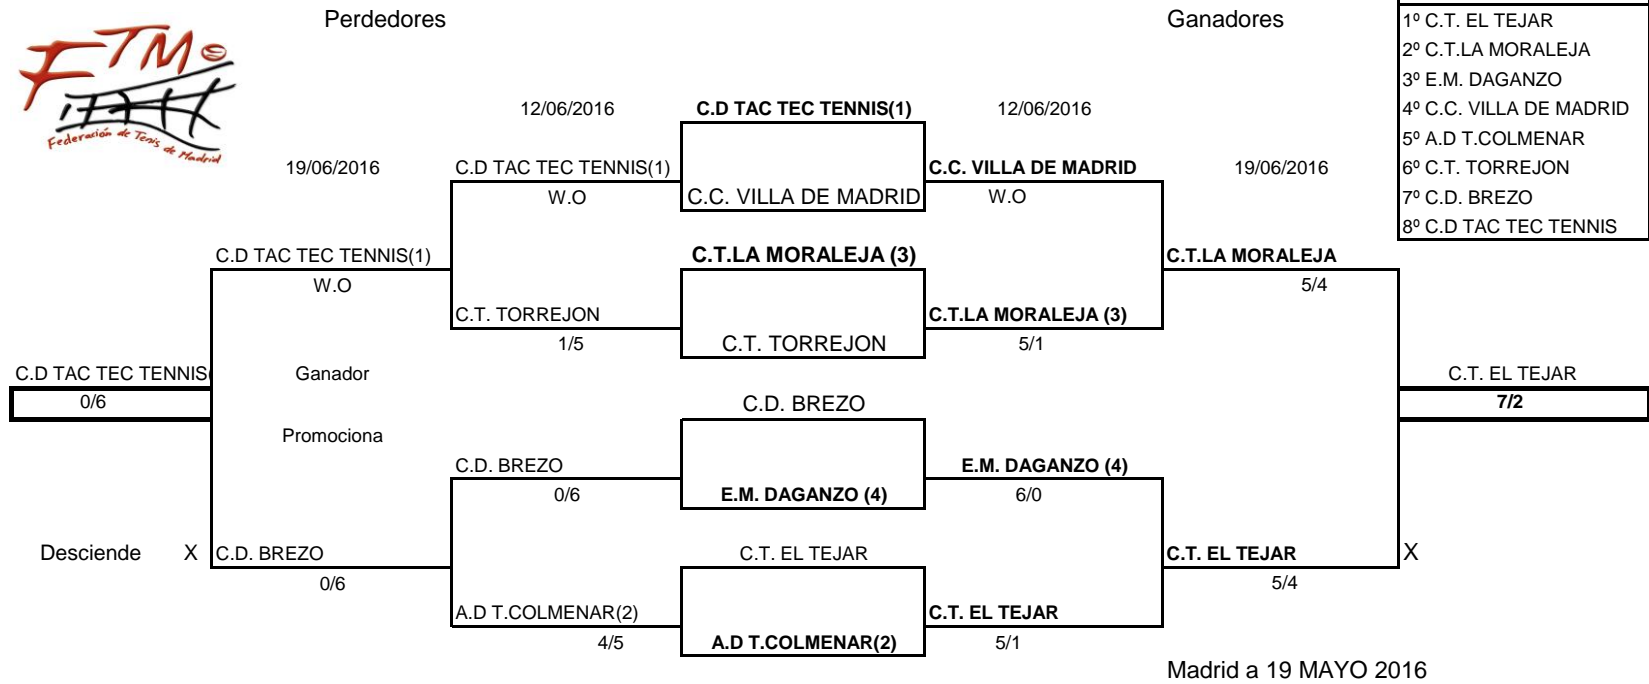 Perdedores
Ganadores
FTM
Federación de Tenis de Madrid
1º C.T. EL TEJAR
2º C.T.LA MORALEJA
3º E.M. DAGANZO
4º C.C. VILLA DE MADRID
5º A.D T.COLMENAR
6º C.T. TORREJON
7º C.D. BREZO
8º C.D TAC TEC TENNIS
12/06/2016
C.D TAC TEC TENNIS(1)
12/06/2016
19/06/2016
C.D TAC TEC TENNIS(1)
C.C. VILLA DE MADRID
19/06/2016
W.O
C.C. VILLA DE MADRID
W.O
C.D TAC TEC TENNIS(1)
C.T.LA MORALEJA (3)
C.T.LA MORALEJA
W.O
5/4
C.T. TORREJON
C.T.LA MORALEJA (3)
1/5
C.T. TORREJON
5/1
C.D TAC TEC TENNIS(
Ganador
C.T. EL TEJAR
0/6
C.D. BREZO
7/2
Promociona
C.D. BREZO
E.M. DAGANZO (4)
0/6
E.M. DAGANZO (4)
6/0
Desciende X
C.D. BREZO
C.T. EL TEJAR
C.T. EL TEJAR
X
0/6
5/4
A.D T.COLMENAR(2)
C.T. EL TEJAR
4/5
A.D T.COLMENAR(2)
5/1
Madrid a 19 MAYO 2016